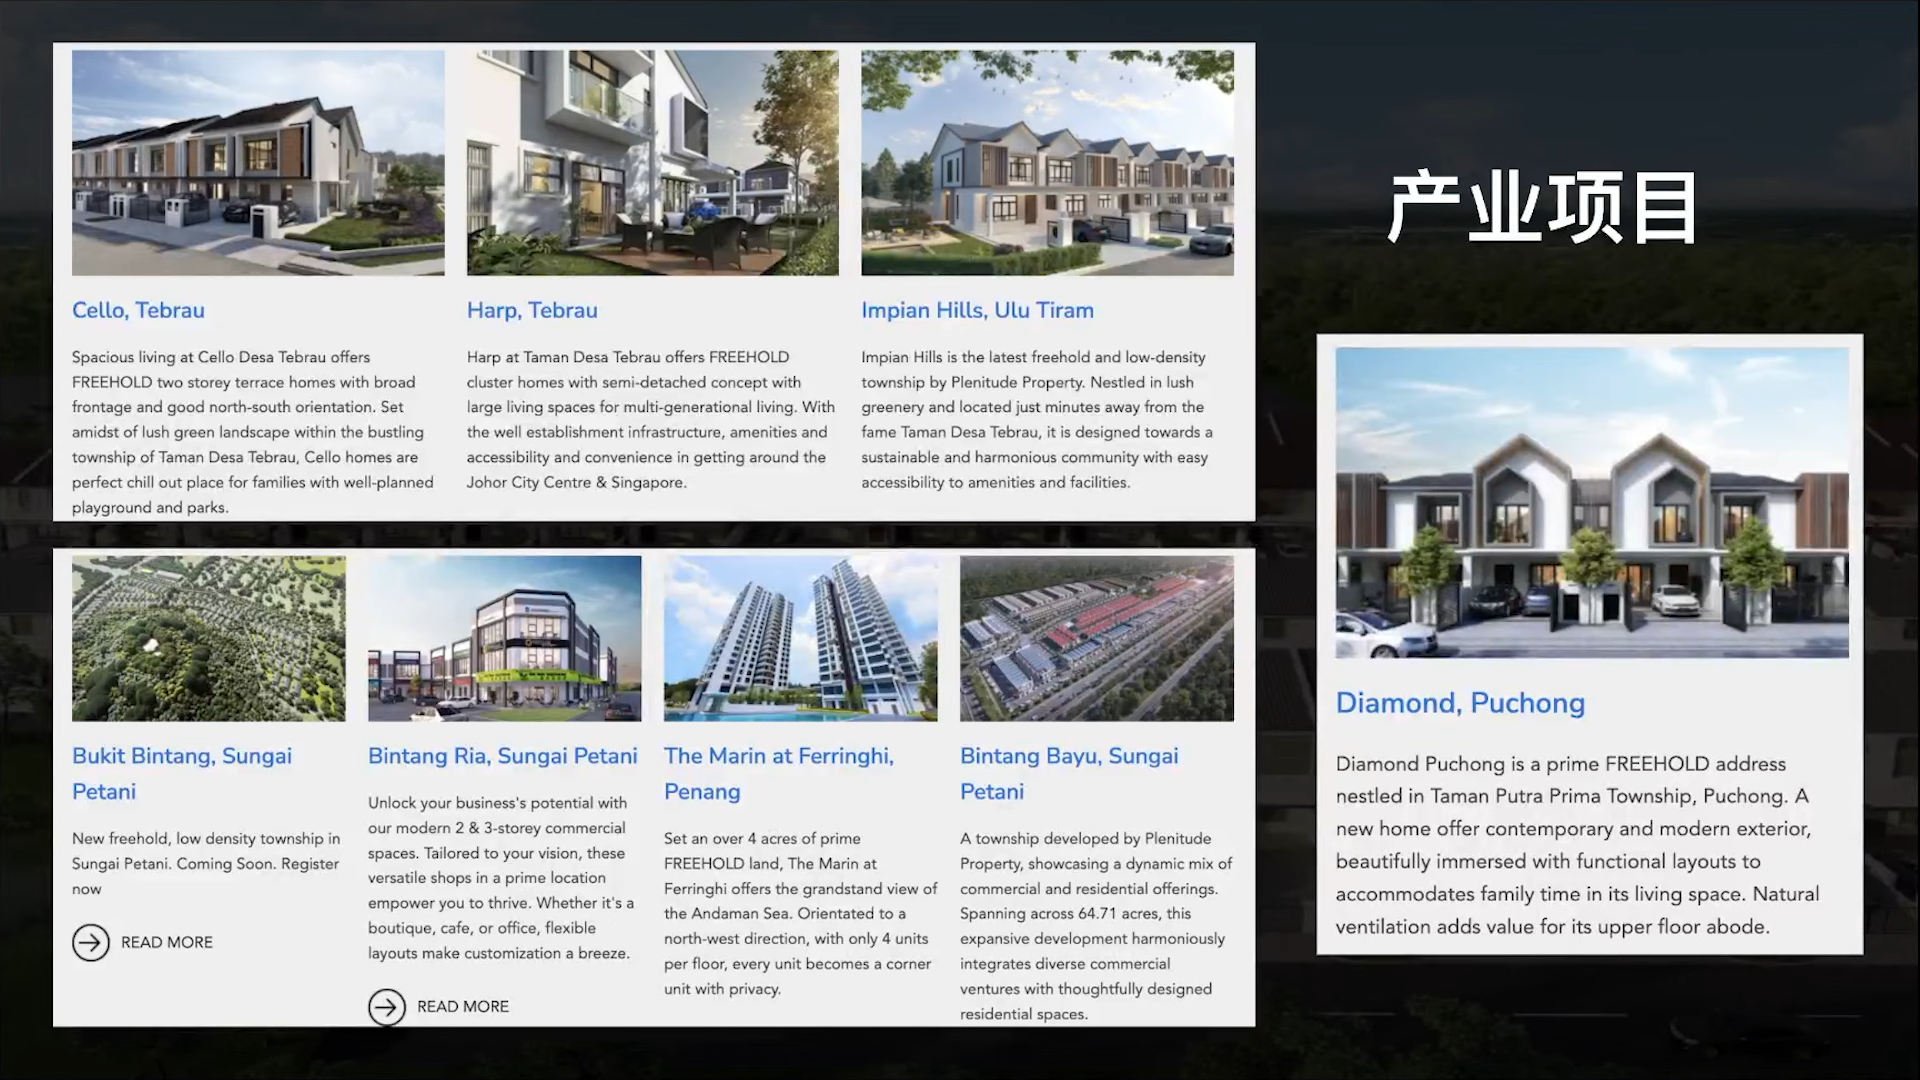 产业项目
Cello, Tebrau
Spacious living at Cello Desa Tebrau offers
FREEHOLD two storey terrace homes with broad
frontage and good north-south orientation. Set
amidst of lush green landscape within the bustling
township of Taman Desa Tebrau, Cello homes are
perfect chill out place for families with well-planned
playground and parks.
Harp, Tebrau
Harp at Taman Desa Tebrau offers FREEHOLD
cluster homes with semi-detached concept with
large living spaces for multi-generational living. With
the well establishment infrastructure, amenities and
accessibility and convenience in getting around the
Johor City Centre & Singapore.
Impian Hills, Ulu Tiram
Impian Hills is the latest freehold and low-density
township by Plenitude Property. Nestled in lush
greenery and located just minutes away from the
fame Taman Desa Tebrau, it is designed towards a
sustainable and harmonious community with easy
accessibility to amenities and facilities.
Bukit Bintang, Sungai
Petani
New freehold, low density township in
Sungai Petani. Coming Soon. Register
now
READ MORE
Bintang Ria, Sungai Petani
Unlock your business's potential with
our modern 2 & 3-storey commercial
spaces. Tailored to your vision, these
versatile shops in a prime location
empower you to thrive. Whether it's a
boutique, cafe, or office, flexible
layouts make customization a breeze.
READ MORE
The Marin at Ferringhi,
Penang
Set an over 4 acres of prime
FREEHOLD land, The Marin at
Ferringhi offers the grandstand view of
the Andaman Sea. Orientated to a
north-west direction, with only 4 units
per floor, every unit becomes a corner
unit with privacy.
Bintang Bayu, Sungai
Petani
A township developed by Plenitude
Property, showcasing a dynamic mix of
commercial and residential offerings.
Spanning across 64.71 acres, this
expansive development harmoniously
integrates diverse commercial
ventures with thoughtfully designed
residential spaces.
Diamond, Puchong
Diamond Puchong is a prime FREEHOLD address
nestled in Taman Putra Prima Township, Puchong. A
new home offer contemporary and modern exterior,
beautifully immersed with functional layouts to
accommodates family time in its living space. Natural
ventilation adds value for its upper floor abode.